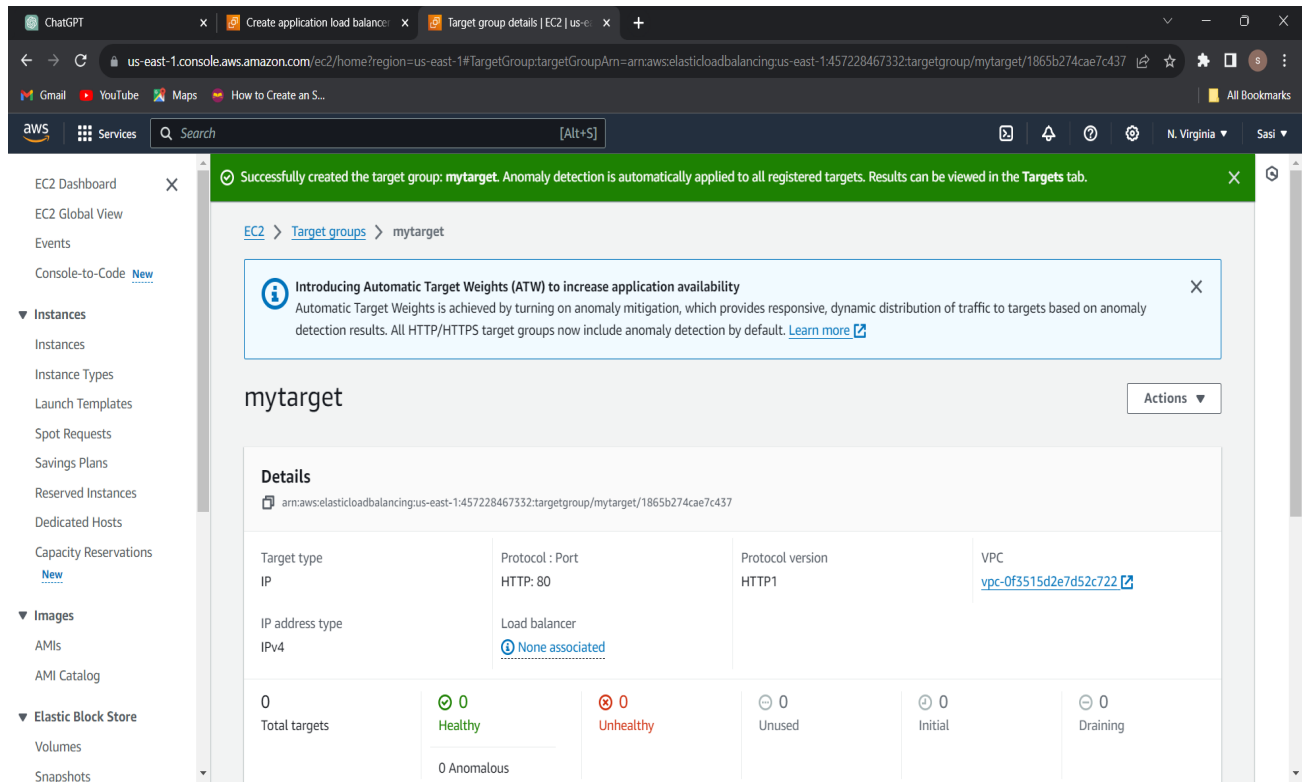 ChatGPT
Create application load balancer
Target group details | EC2 | us-ea
us-east-1.console.aws.amazon.com/ec2/home?region=us-east-1#TargetGroup:targetGroupArn=arn:aws:elasticloadbalancing:us-east-1:457228467332:targetgroup/mytarget/1865b274cae7c437
S
Gmail YouTube Maps How to Create an S...
All Bookmarks
aws Services Search [Alt+S] N. Virginia ▼ Sasi ▼
EC2 Dashboard
EC2 Global View
Events
Console-to-Code New
▼ Instances
Instances
Instance Types
Launch Templates
Spot Requests
Savings Plans
Reserved Instances
Dedicated Hosts
Capacity Reservations
New
▼ Images
AMIs
AMI Catalog
▼ Elastic Block Store
Volumes
Snapshots
Successfully created the target group: mytarget. Anomaly detection is automatically applied to all registered targets. Results can be viewed in the Targets tab.
EC2 > Target groups > mytarget
Introducing Automatic Target Weights (ATW) to increase application availability
Automatic Target Weights is achieved by turning on anomaly mitigation, which provides responsive, dynamic distribution of traffic to targets based on anomaly
detection results. All HTTP/HTTPS target groups now include anomaly detection by default. Learn more
mytarget
Actions ▼
Details
arn:aws:elasticloadbalancing:us-east-1:457228467332:targetgroup/mytarget/1865b274cae7c437
Target type
IP
Protocol : Port
HTTP: 80
Protocol version
HTTP1
VPC
vpc-0f3515d2e7d52c722
IP address type
IPv4
Load balancer
None associated
0
Total targets
0
Healthy
0 Anomalous
0
Unhealthy
0
Unused
0
Initial
0
Draining